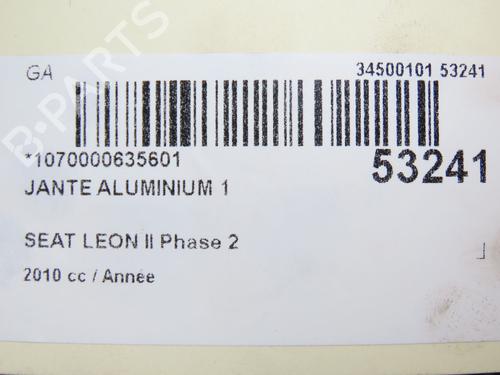 GA
34500101 53241
*1070000635601
53241
JANTE ALUMINIUM 1
SEAT LEON II Phase 2
2010 cc / Année
B-PARTS